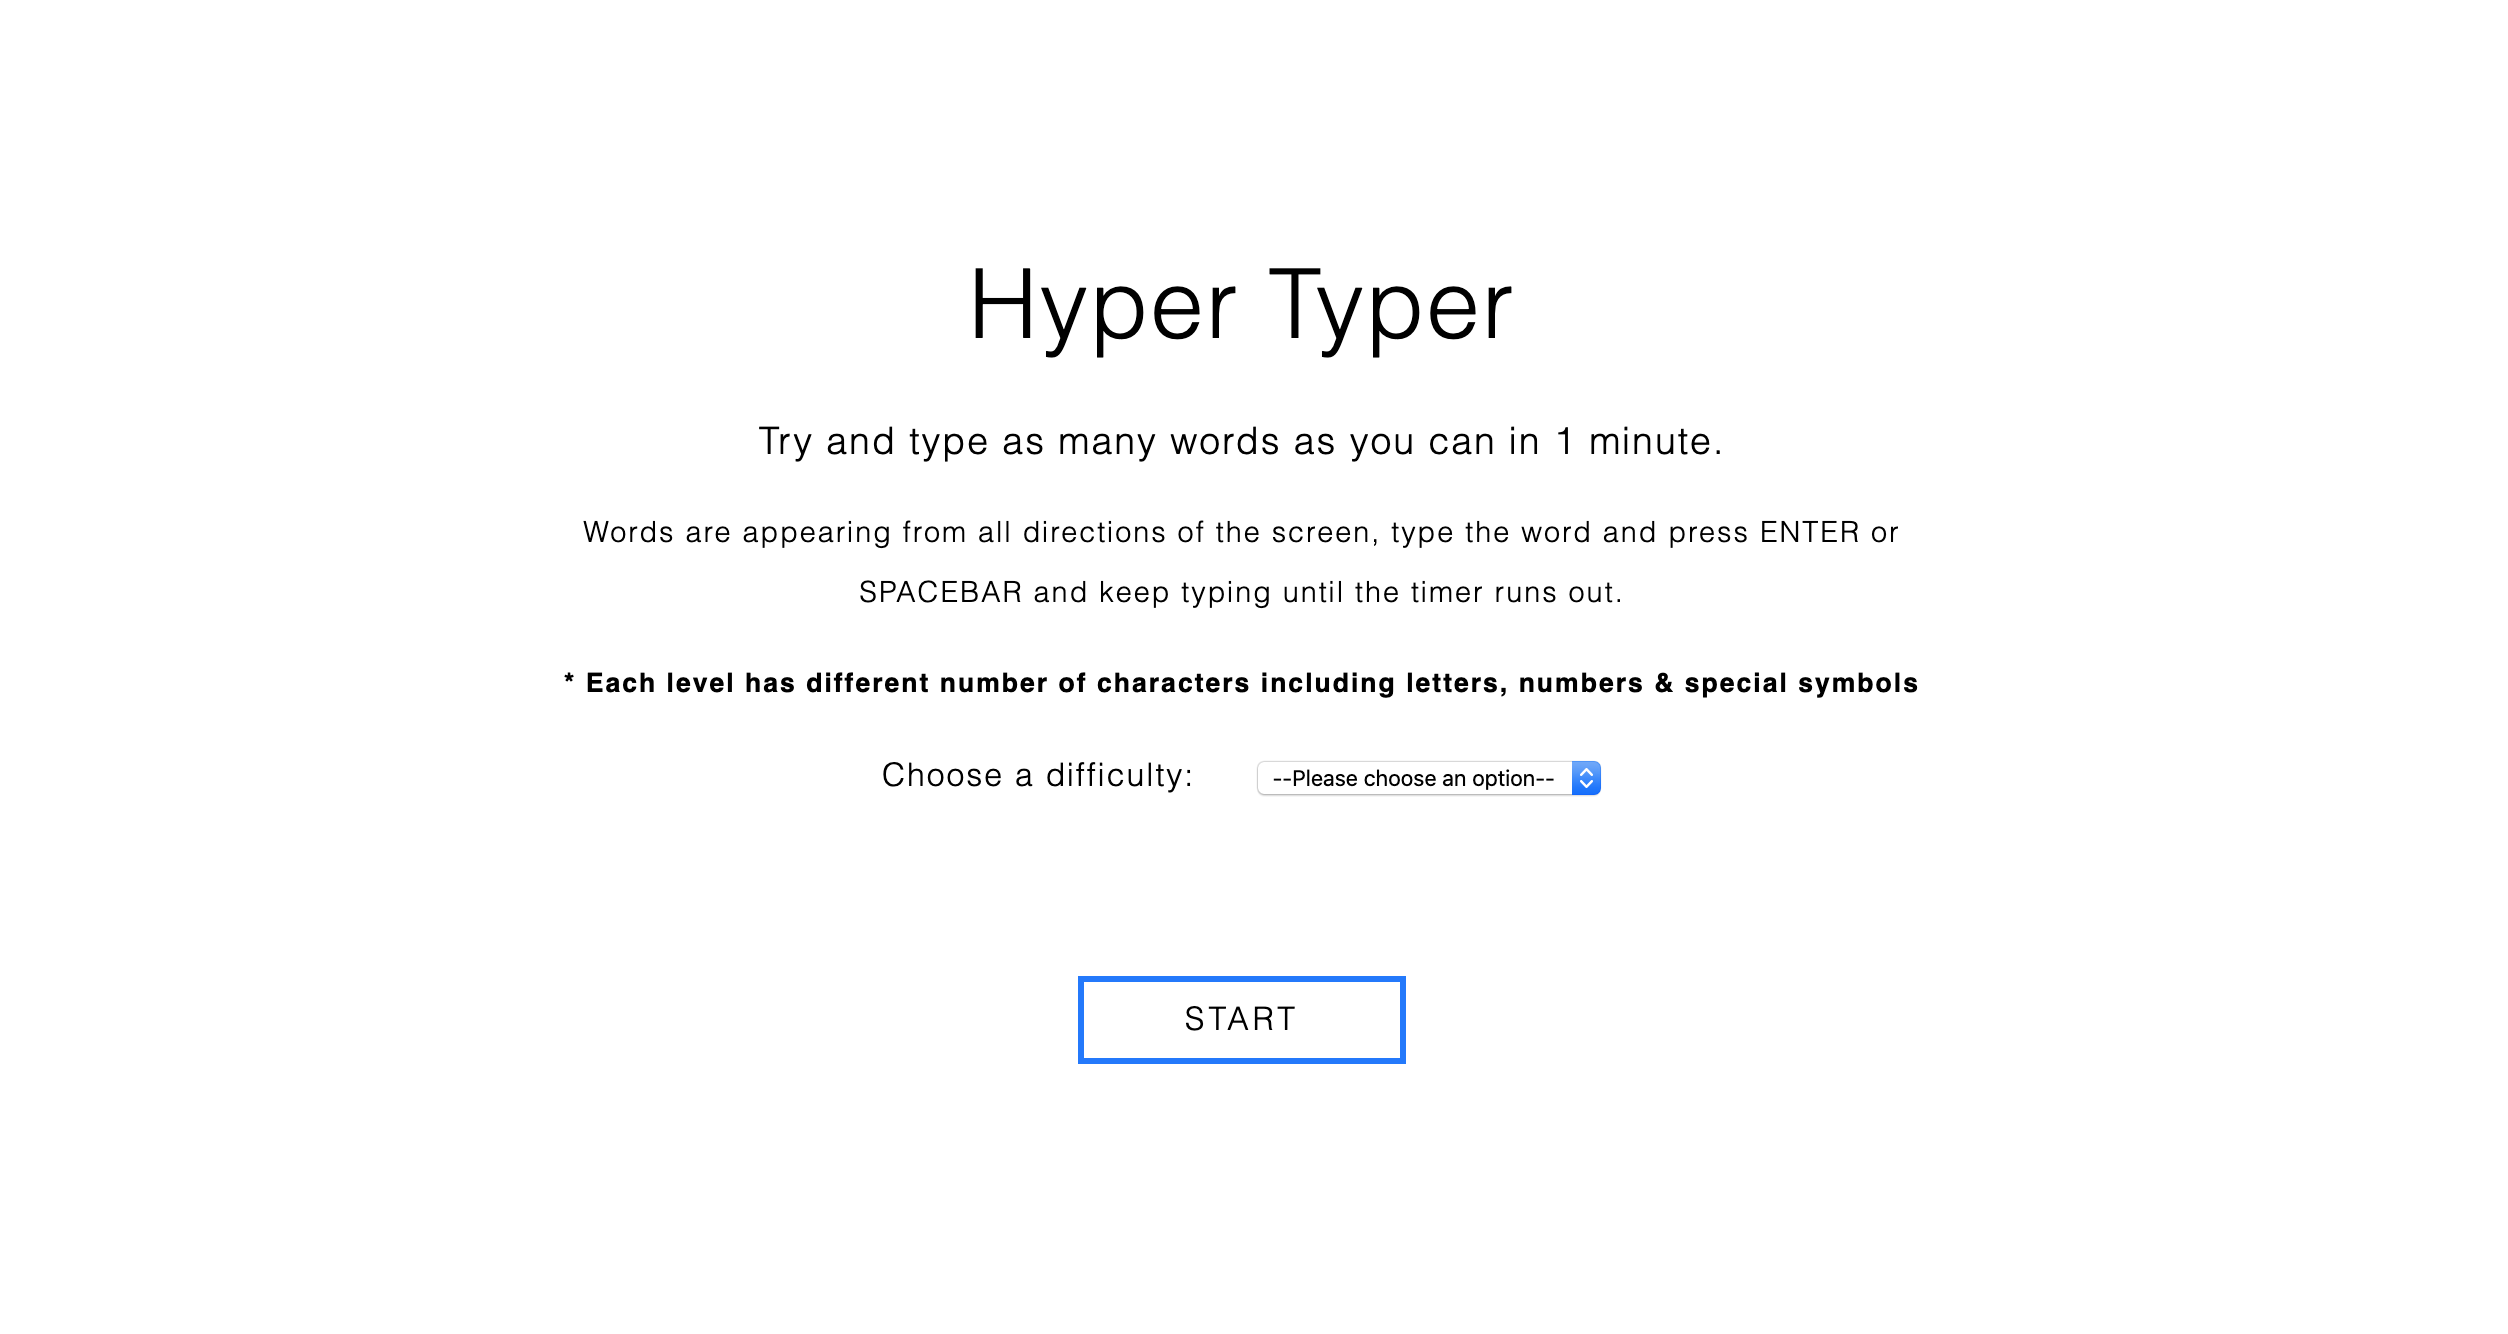 Hyper Typer
Try and type as many words as you can in 1 minute.
Words are appearing from all directions of the screen, type the word and press ENTER or
SPACEBAR and keep typing until the timer runs out.
* Each level has different number of characters including letters, numbers & special symbols
Choose a difficulty: --Please choose an option--
START